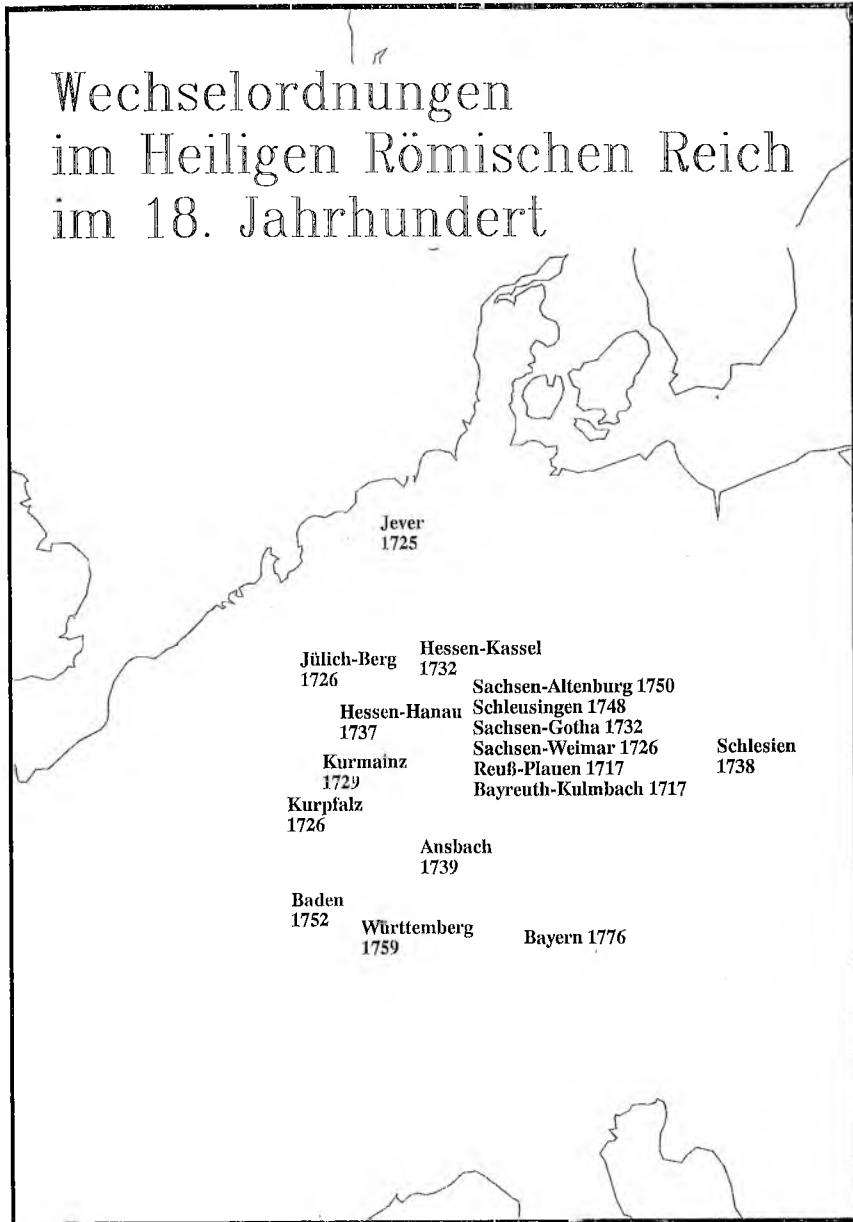 Wechselordnungen
im Heiligen Römischen Reich
im 18. Jahrhundert
Jever
1725
Jülich-Berg
1726
Hessen-Kassel
1732
Hessen-Hanau
1737
Sachsen-Altenburg 1750
Schleusingen 1748
Sachsen-Gotha 1732
Sachsen-Weimar 1726
Reuß-Plauen 1717
Bayreuth-Kulmbach 1717
Schlesien
1738
Kurmainz
1729
Kurpfalz
1726
Ansbach
1739
Baden
1752
Württemberg
1759
Bayern 1776